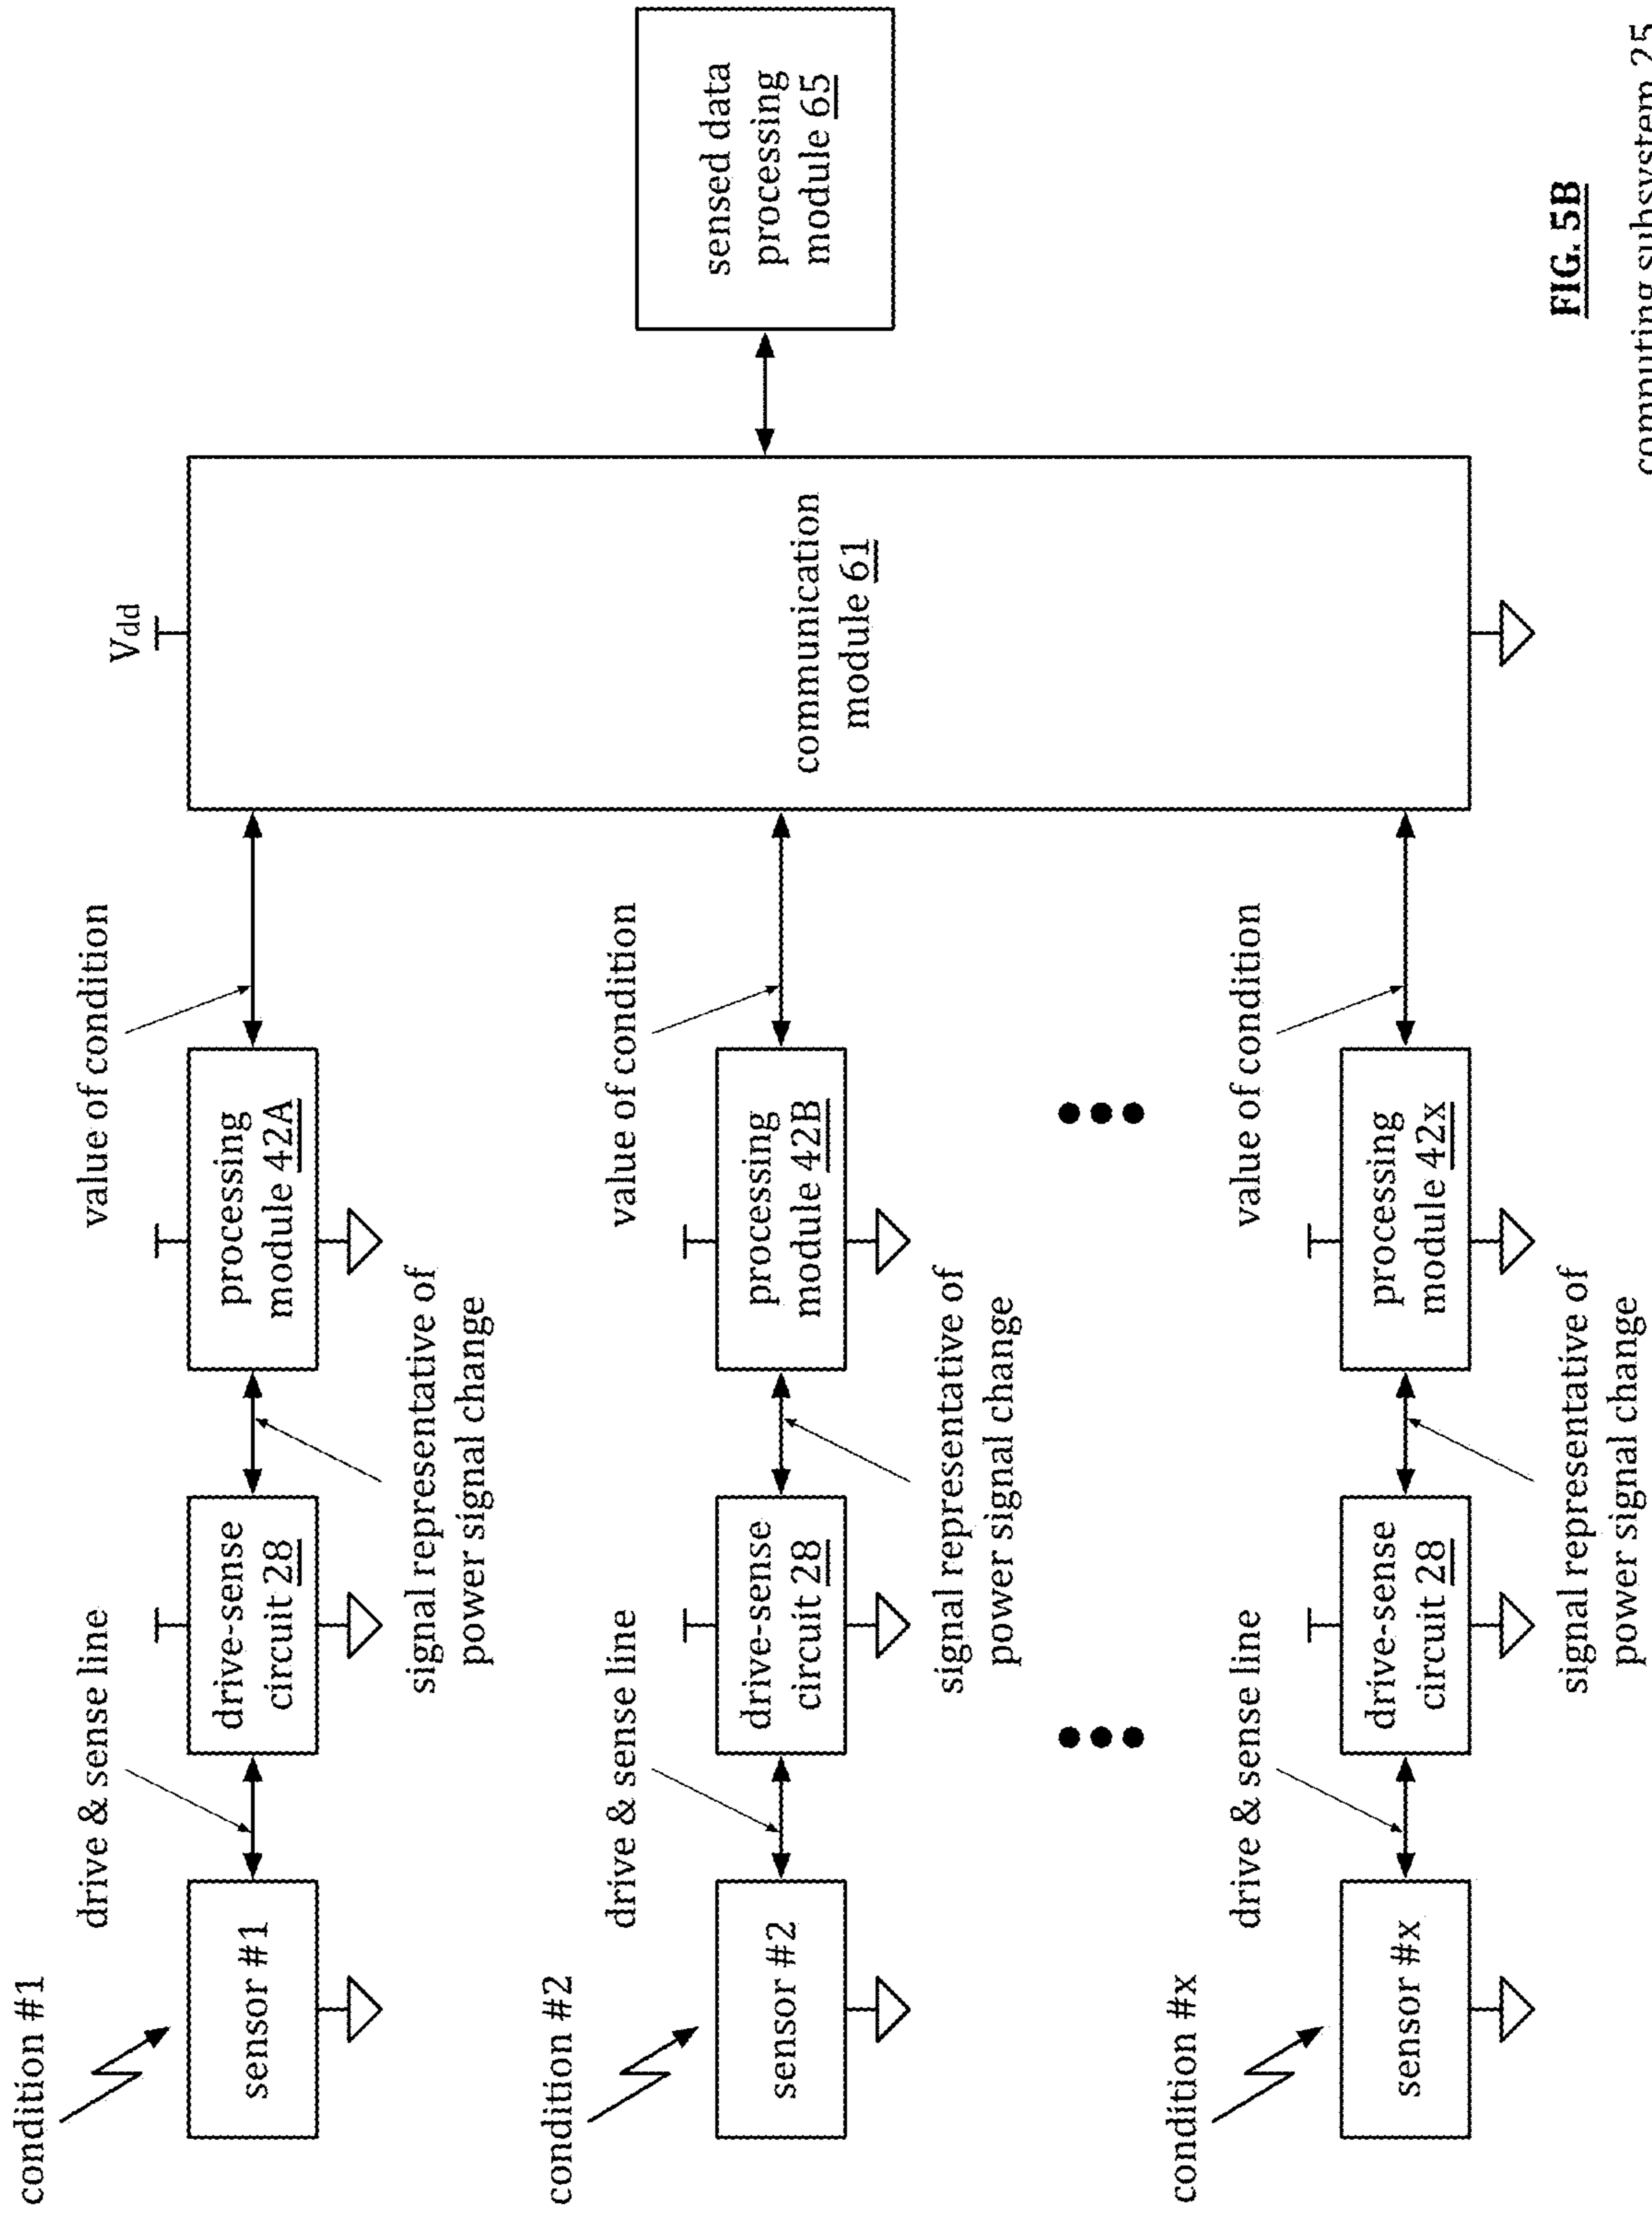 condition #1
drive & sense line
value of condition
Vdd
sensor #1
drive-sense
circuit 28
processing
module 42A
signal representative of
power signal change
condition #2
drive & sense line
value of condition
sensor #2
drive-sense
circuit 28
processing
module 42B
signal representative of
power signal change
communication
module 61
sensed data
processing
module 65
condition #x
drive & sense line
value of condition
sensor #x
drive-sense
circuit 28
processing
module 42x
signal representative of
power signal change
FIG. 5B
computing subsystem 25